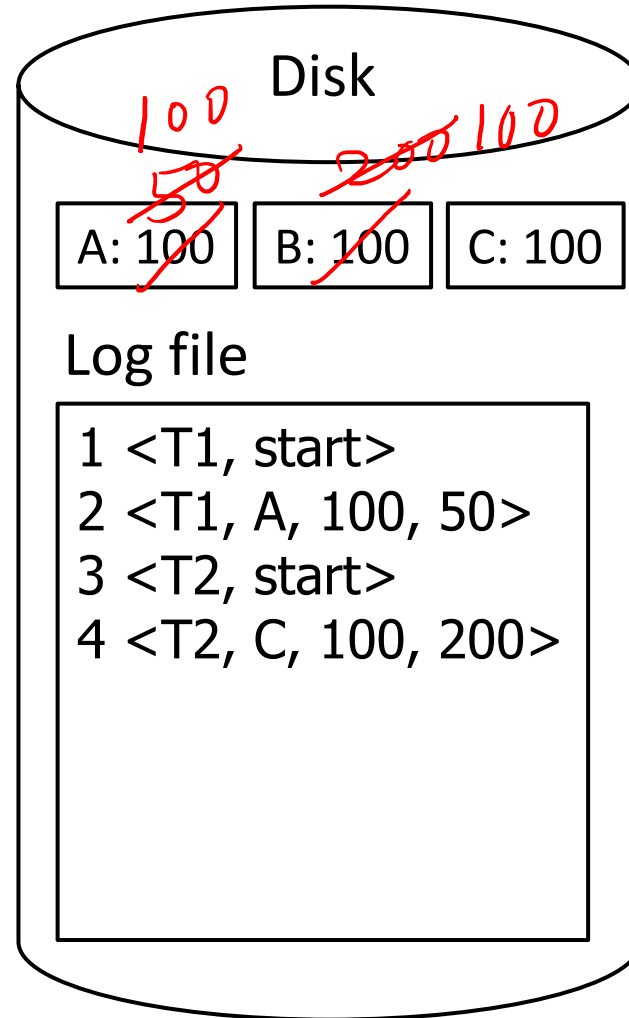 Disk
100
200 100
50
A: 100 B: 100 C: 100
Log file
1 <T1, start>
2 <T1, A, 100, 50>
3 <T2, start>
4 <T2, C, 100, 200>